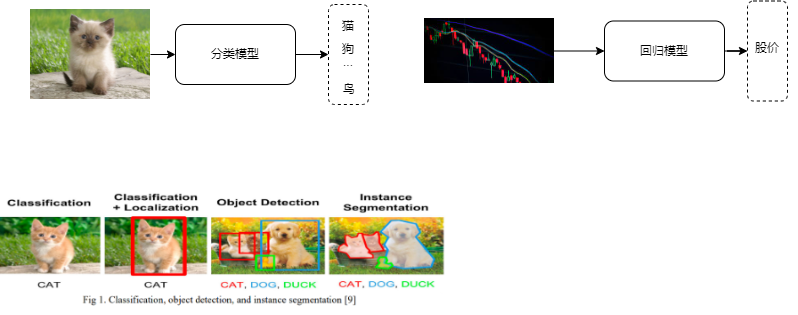 分类模型
猫
狗
...
鸟
回归模型
股价
Classification
Classification
+ Localization
Object Detection
Instance
Segmentation
CAT
CAT
CAT, DOG, DUCK
CAT, DOG, DUCK
Fig 1. Classification, object detection, and instance segmentation [9]